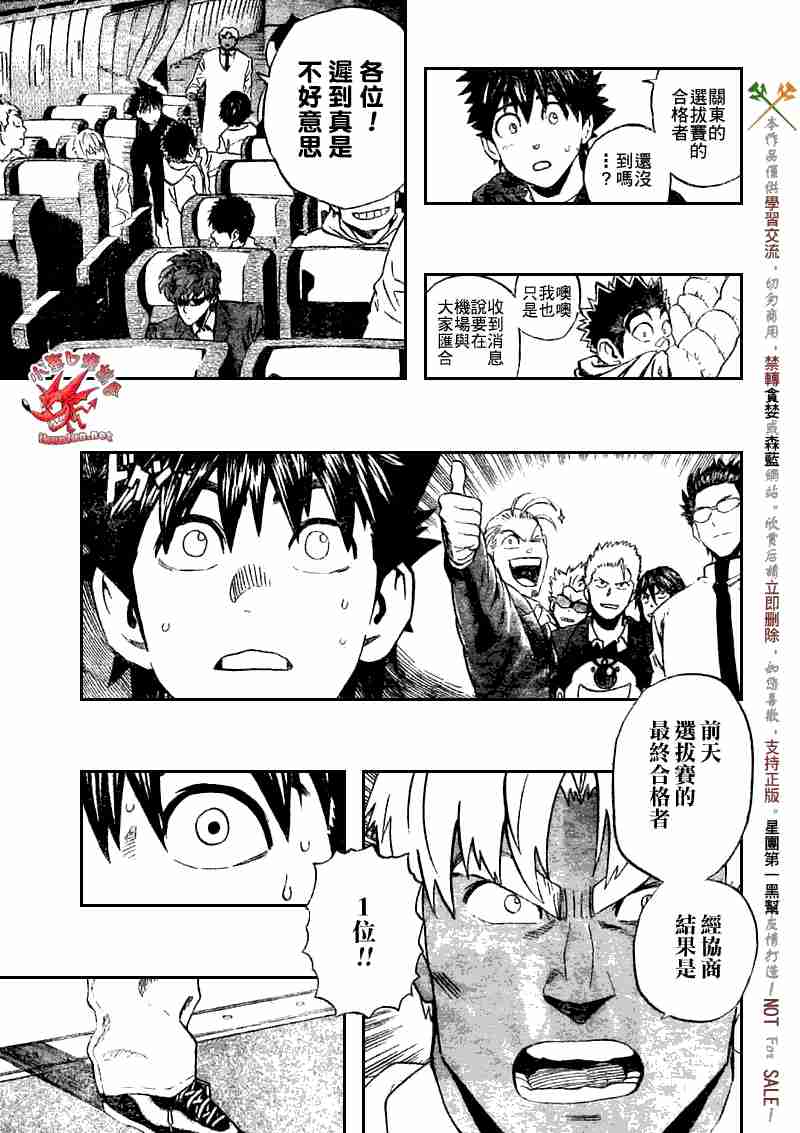 關東的
選拔賽的
合格者
還沒
到嗎
…?
各位！
遲到真是
不好意思
噢噢
我也
只是
收到消息
說要在
機場與
大家匯合
ドクンッ
前天
選拔賽的
最終合格者
經協商
結果是
1位!!
本作品僅供學習交流，切勿商用，禁轉貪婪或森藍網站。欣賞后請立即刪除，如您喜歡，支持正版。星團第一黑幫友情打造！NOT For SALE！